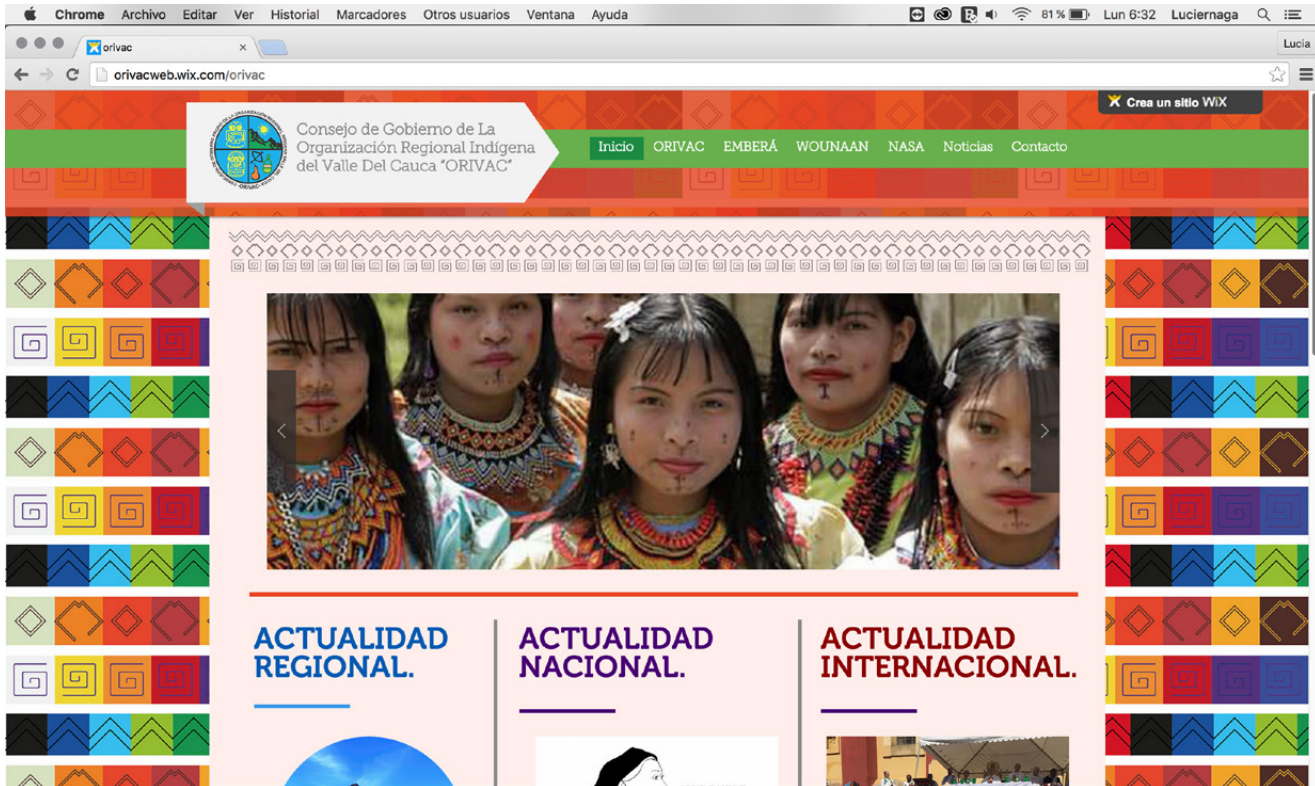 Chrome Archivo Editar Ver Historial Marcadores Otros usuarios Ventana Ayuda 81 % Lun 6:32 Luciernaga
orivac Lucia
orivacweb.wix.com/orivac
Crea un sitio WiX
Consejo de Gobierno de La
Organización Regional Indígena
del Valle Del Cauca "ORIVAC"
Inicio ORIVAC EMBERÁ WOUNAAN NASA Noticias Contacto
ACTUALIDAD
REGIONAL.
ACTUALIDAD
NACIONAL.
ACTUALIDAD
INTERNACIONAL.